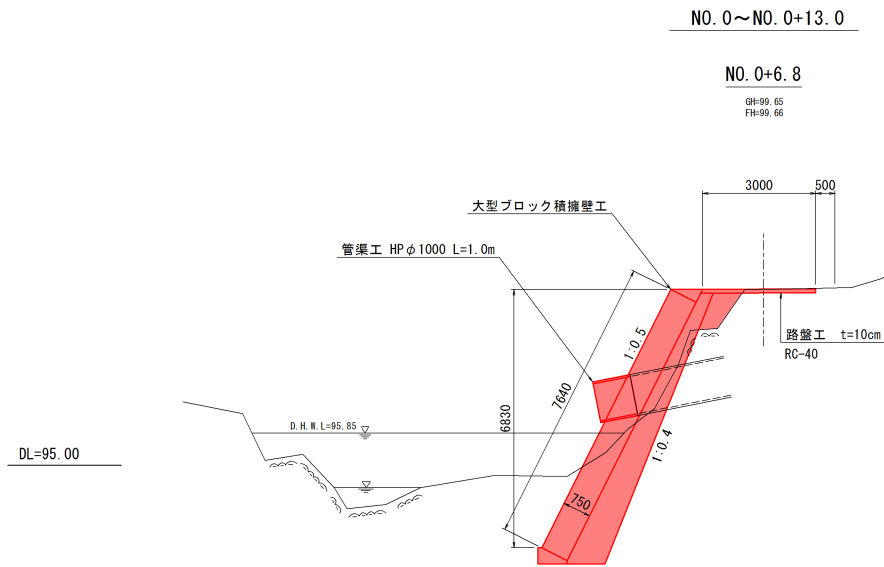 NO.0～NO.0+13.0
NO.0+6.8
GH=99.65
FH=99.66
3000
500
大型ブロック積擁壁工
管渠工 HPφ1000 L=1.0m
1:0.5
路盤工 t=10cm
RC-40
7640
6830
D.H.W.L=95.85
1:0.4
DL=95.00
750